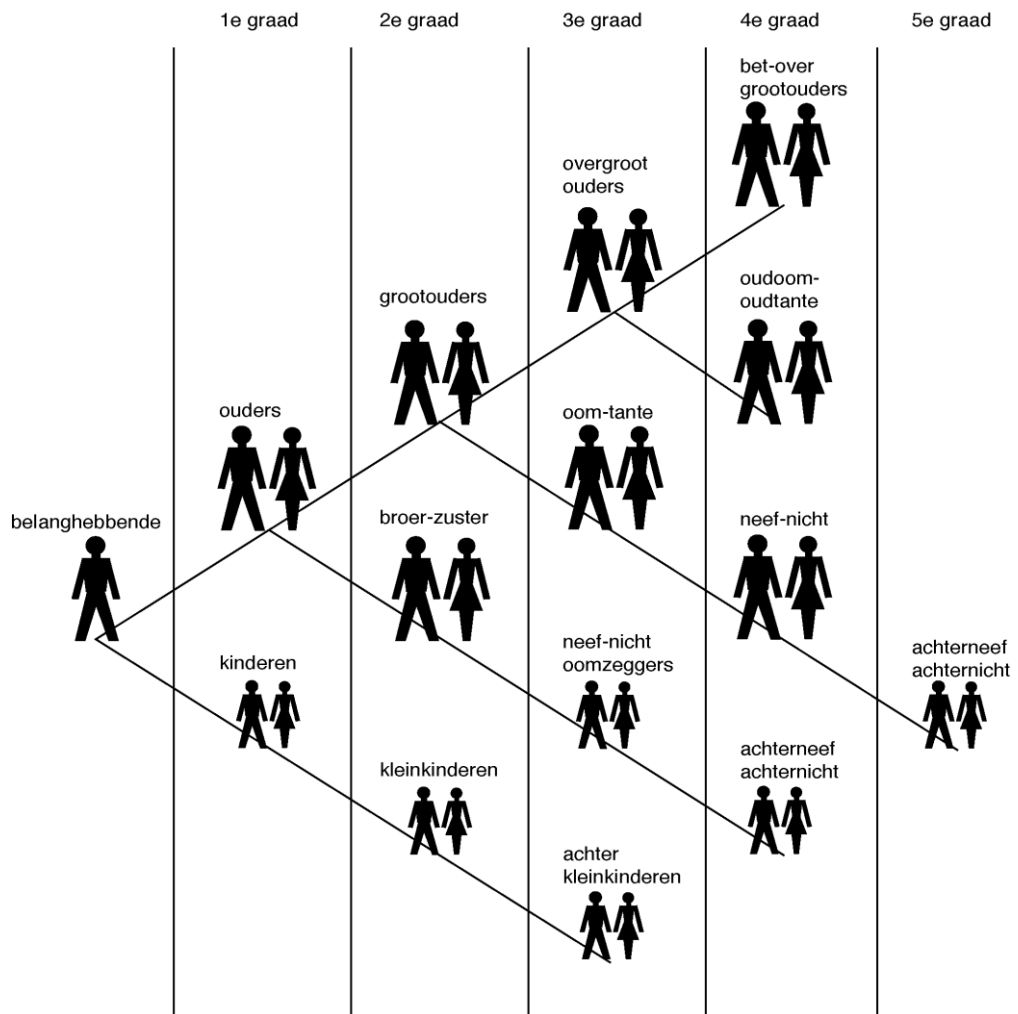 1e graad
2e graad
3e graad
4e graad
5e graad
bet-over
grootouders
overgroot
ouders
oudoom-
oudtante
grootouders
oom-tante
ouders
neef-nicht
broer-zuster
belanghebbende
neef-nicht
oomzeggers
achterneef
achternicht
kinderen
achterneef
achternicht
kleinkinderen
achter
kleinkinderen